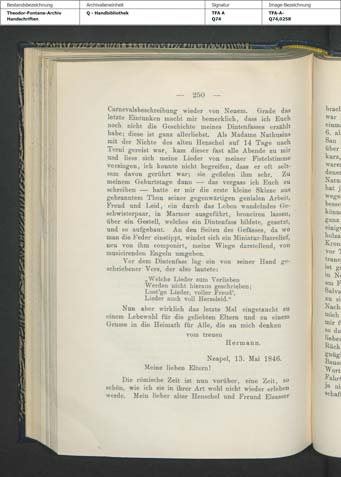 Bestandsbezeichnung
Archivalieneinheit
Signatur
Image-Bezeichnung
Theodor-Fontane-Archiv
Handschriften
Q - Handbibliothek
TFA A
Q74
TFA-A-
Q74,0258
— 250 —
Carnevalsbeschreibung wieder von Neuem. Grade das
letzte Eintunken macht mir bemerklich, dass ich Euch
noch nicht die Geschichte meines Dintenfasses erzählt
habe; diese ist ganz allerliebst. Als Madame Nathusius
mit der Nichte des alten Henschel auf 14 Tage nach
Terni gereist war, kam dieser fast alle Abende zu mir
und liess sich meine Lieder von meiner Fistelstimme
vorsingen, ich konnte nicht begreifen, dass er oft selt-
sam davon gerührt war; sie gefielen ihm sehr. Zu
meinem Geburtstage dann — das vergass ich Euch zu
schreiben — hatte er mir die erste kleine Skizze aus
gebranntem Thon seiner gegenwärtigen genialen Arbeit,
Freud und Leid, ein durch das Leben wandelndes Ge-
schwisterpaar, in Marmor ausgeführt, bronciren lassen,
über ein Gestell, welches ein Dintenfass bildete, gesetzt,
und so aufgebaut. An den Seiten des Gefässes, da wo
man die Feder eintippt, windet sich ein Miniatur-Basrelief,
neu von ihm componirt, meine Wiege darstellend, von
musicirenden Engeln umgeben.
Vor dem Dintenfass lag ein von seiner Hand ge-
schriebener Vers, der also lautete:
„Welche Lieder zum Verlieben
Werden nicht hieraus geschrieben;
Lust'ge Lieder, voller Freud',
Lieder auch voll Herzeleid.“
Nun aber wirklich das letzte Mal eingetaucht zu
einem Lebewohl für die geliebten Eltern und zu einem
Grusse in die Heimath für Alle, die an mich denken
vom treuen
Hermann.
Neapel, 13. Mai 1846.
Meine lieben Eltern!
Die römische Zeit ist nun vorüber, eine Zeit, so
schön, wie ich sie in ihrer Art wohl nicht wieder erleben
werde. Mein lieber alter Henschel und Freund Eleasser